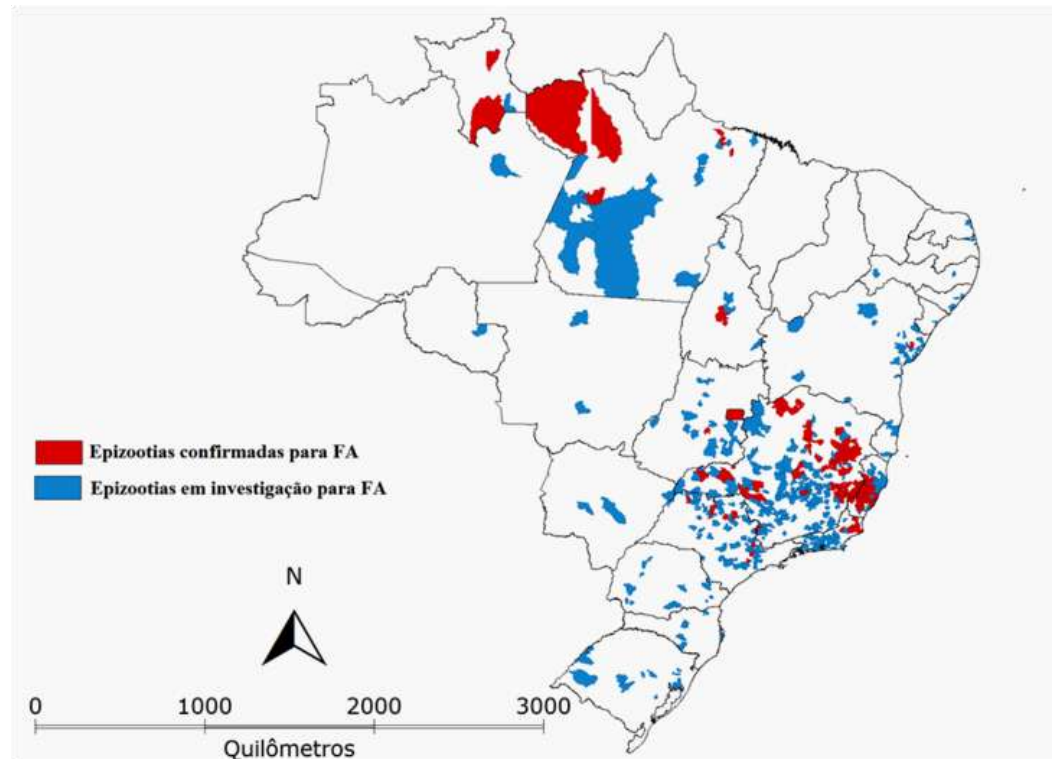 Epizootias confirmadas para FA
Epizootias em investigação para FA
N
0 1000 2000 3000
Quilômetros